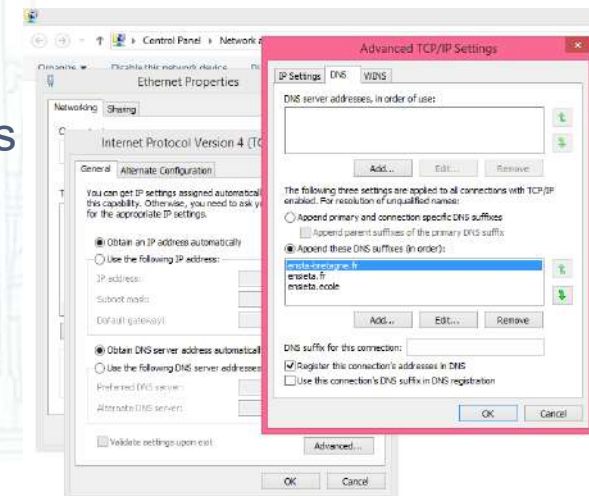 S
Control Panel › Network a
Organize ▾ Disable this network device
Ethernet Properties
Networking Sharing
Internet Protocol Version 4 (TC
General Alternate Configuration
You can get IP settings assigned automatical
this capability. Otherwise, you need to ask y
for the appropriate IP settings.
Obtain an IP address automatically
Use the following IP address:
IP address:
Subnet mask:
Default gateway:
Obtain DNS server address automaticall
Use the following DNS server addresses
Preferred DNS server:
Alternate DNS server:
Validate settings upon exit
Advanced...
OK Cancel
Advanced TCP/IP Settings
IP Settings DNS WINS
DNS server addresses, in order of use:
Add... Edit... Remove
The following three settings are applied to all connections with TCP/IP
enabled. For resolution of unqualified names:
Append primary and connection specific DNS suffixes
Append parent suffixes of the primary DNS suffix
Append these DNS suffixes (in order):
ensta-bretagne.fr
ensieta.fr
ensieta.ecole
Add... Edit... Remove
DNS suffix for this connection:
Register this connection's addresses in DNS
Use this connection's DNS suffix in DNS registration
OK Cancel